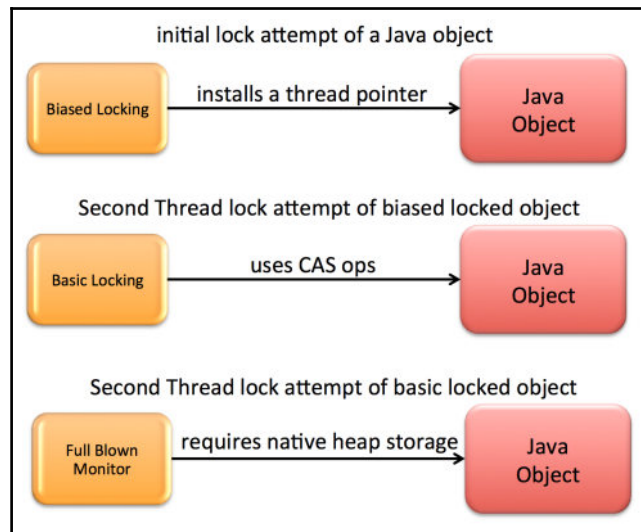 initial lock attempt of a Java object
Biased Locking
installs a thread pointer
Java
Object
Second Thread lock attempt of biased locked object
Basic Locking
uses CAS ops
Java
Object
Second Thread lock attempt of basic locked object
Full Blown
Monitor
requires native heap storage
Java
Object